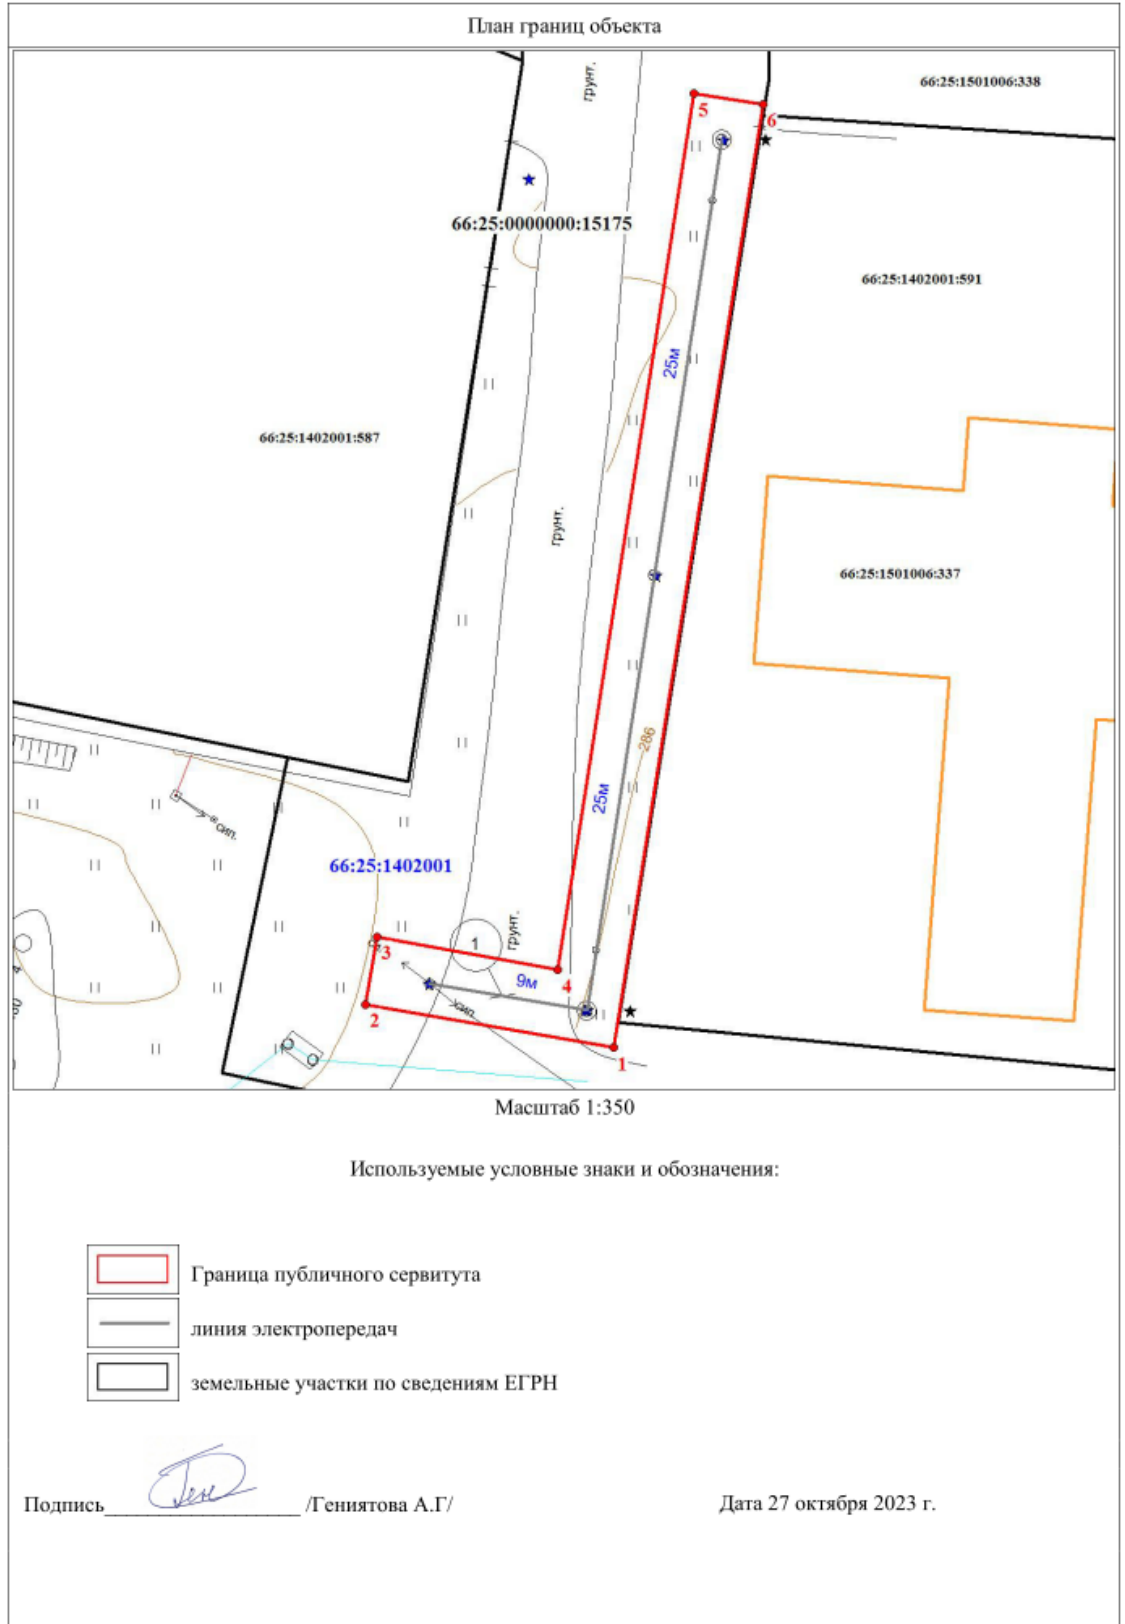 План границ объекта
грунт.
66:25:1501006:338
5
6
66:25:0000000:15175
66:25:1402001:591
25м
66:25:1402001:587
грунт.
66:25:1501006:337
286
25м
сип.
66:25:1402001
3
1
грунт.
4
4
9м
2
сип.
1
Масштаб 1:350
Используемые условные знаки и обозначения:
Граница публичного сервитута
линия электропередач
земельные участки по сведениям ЕГРН
Подпись /Гениятова А.Г/
Дата 27 октября 2023 г.